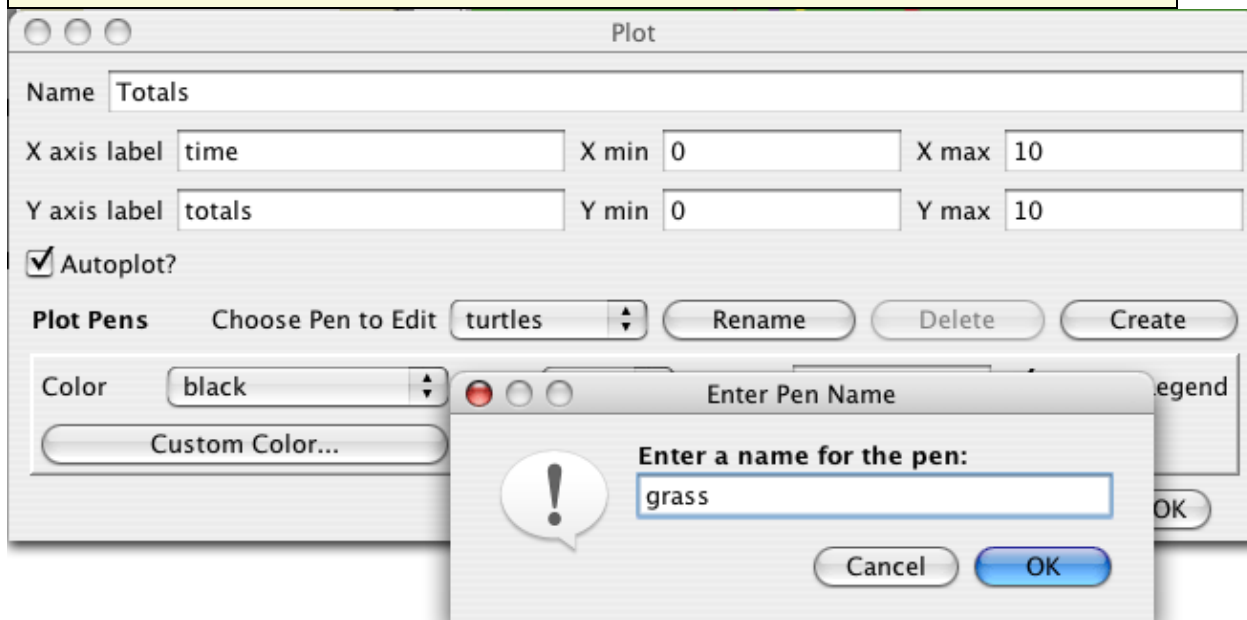 Plot
Name Totals
X axis label time X min 0 X max 10
Y axis label totals Y min 0 Y max 10
Autoplot?
Plot Pens Choose Pen to Edit turtles Rename Delete Create
Color black egend
Enter Pen Name
Custom Color...
Enter a name for the pen:
grass
OK
Cancel OK